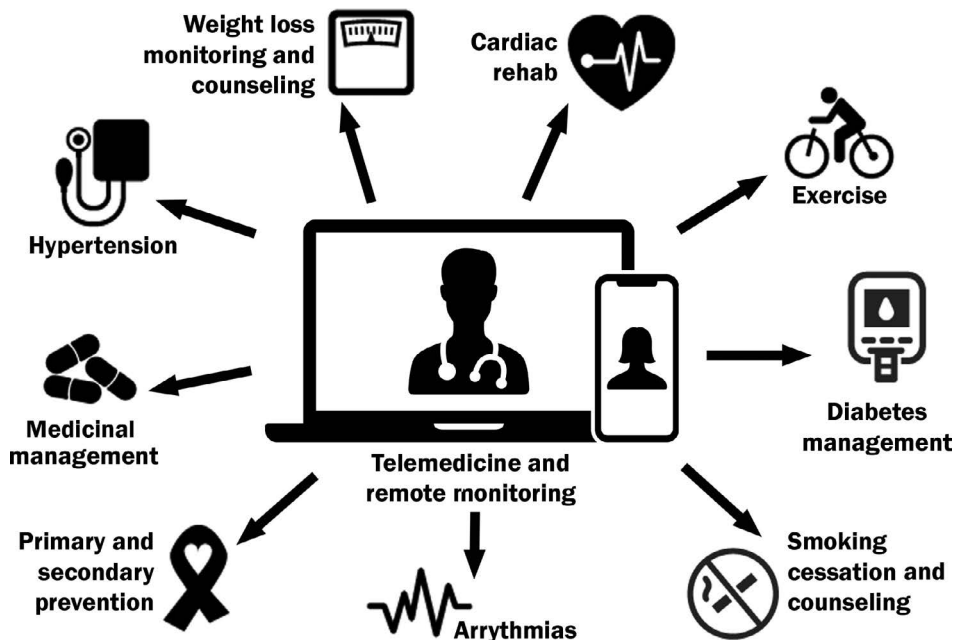 Weight loss
monitoring and
counseling
Cardiac
rehab
Exercise
Hypertension
Diabetes
management
Medicinal
management
Telemedicine and
remote monitoring
Primary and
secondary
prevention
Arrythmias
Smoking
cessation and
counseling